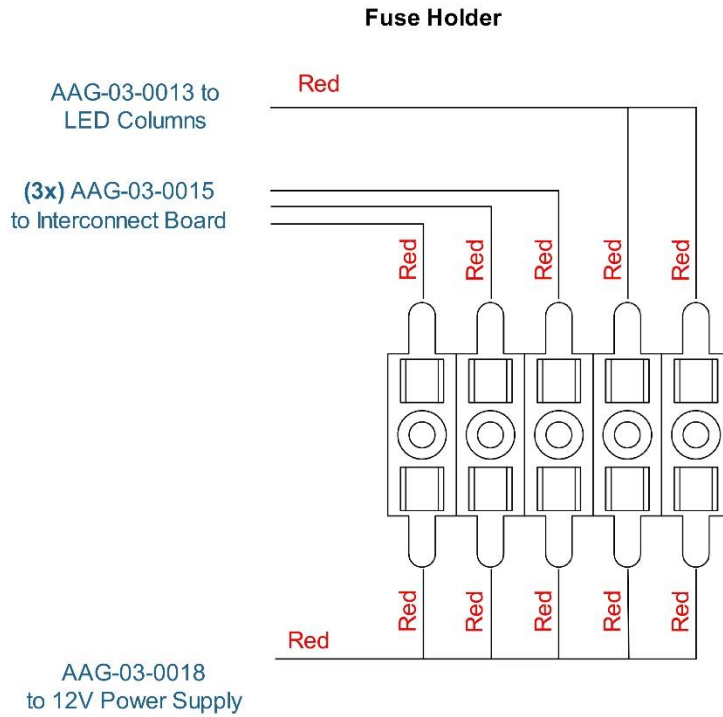 Fuse Holder
Red
AAG-03-0013 to
LED Columns
(3x) AAG-03-0015
to Interconnect Board
Red Red Red Red Red
Red Red Red Red Red
Red
AAG-03-0018
to 12V Power Supply